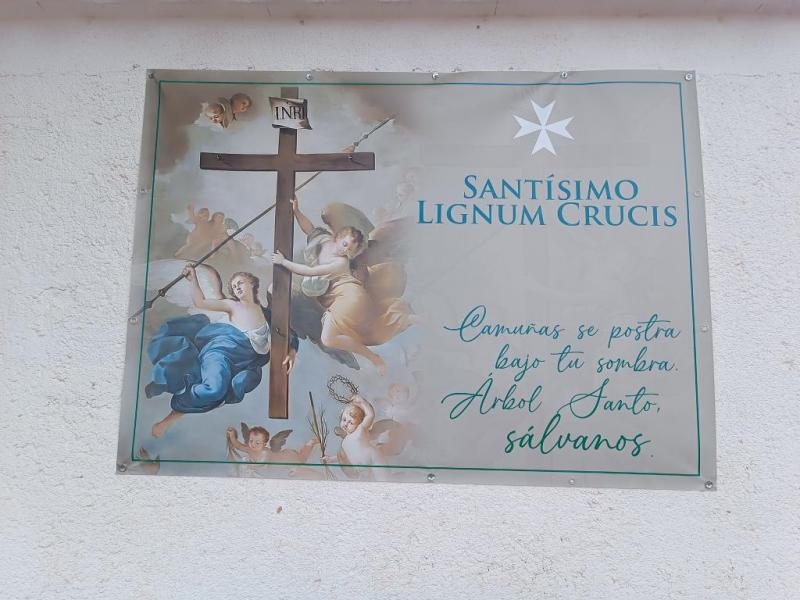 INRI
SANTÍSIMO
LIGNUM CRUCIS
Camuñas se postra
bajo tu sombra.
Árbol Santo,
sálvanos.